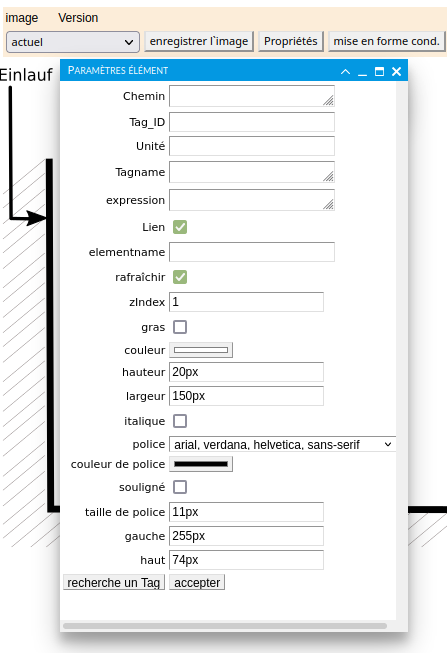 image Version
actuel enregistrer l`image Propriétés mise en forme cond.
Einlauf
Paramètres élément
Chemin
Tag_ID
Unité
Tagname
expression
Lien
elementname
rafraîchir
zIndex 1
gras
couleur
hauteur 20px
largeur 150px
italique
police arial, verdana, helvetica, sans-serif
couleur de police
souligné
taille de police 11px
gauche 255px
haut 74px
recherche un Tag accepter